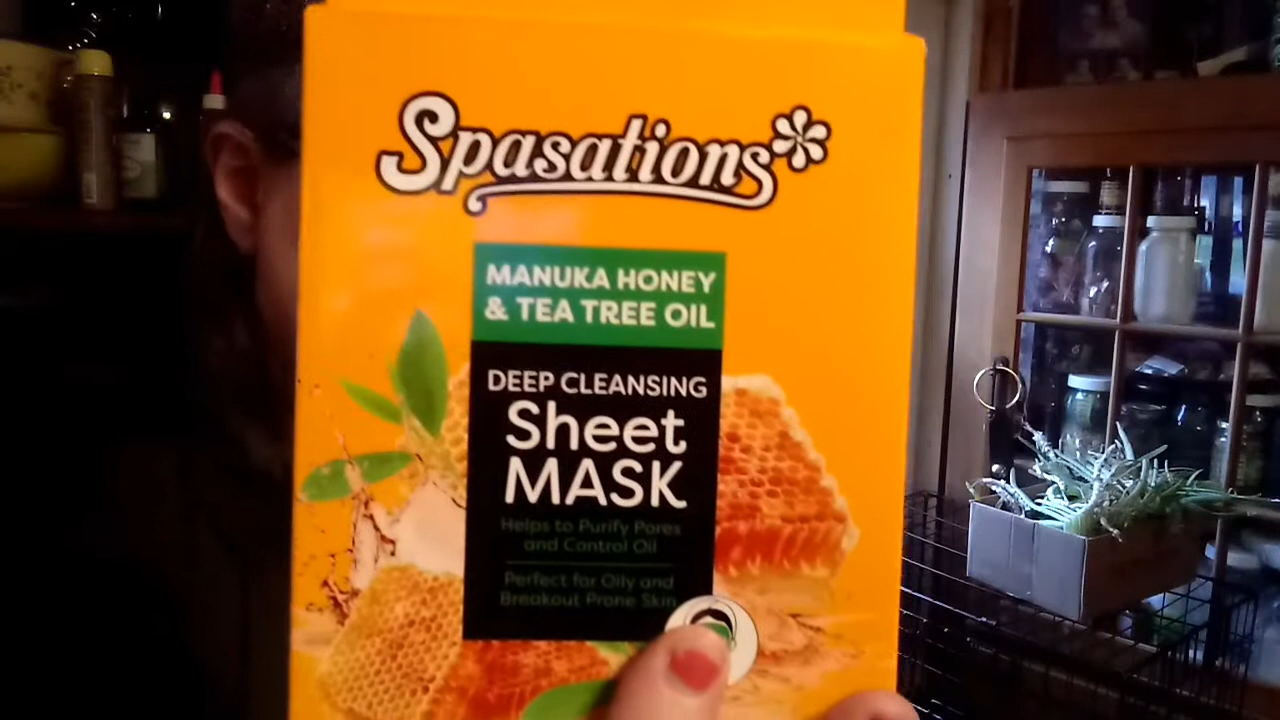 Spasations
MANUKA HONEY
& TEA TREE OIL
DEEP CLEANSING
Sheet
MASK
Helps to Purify Pores
and Control Oil
Perfect for Oily and
Breakout Prone Skin